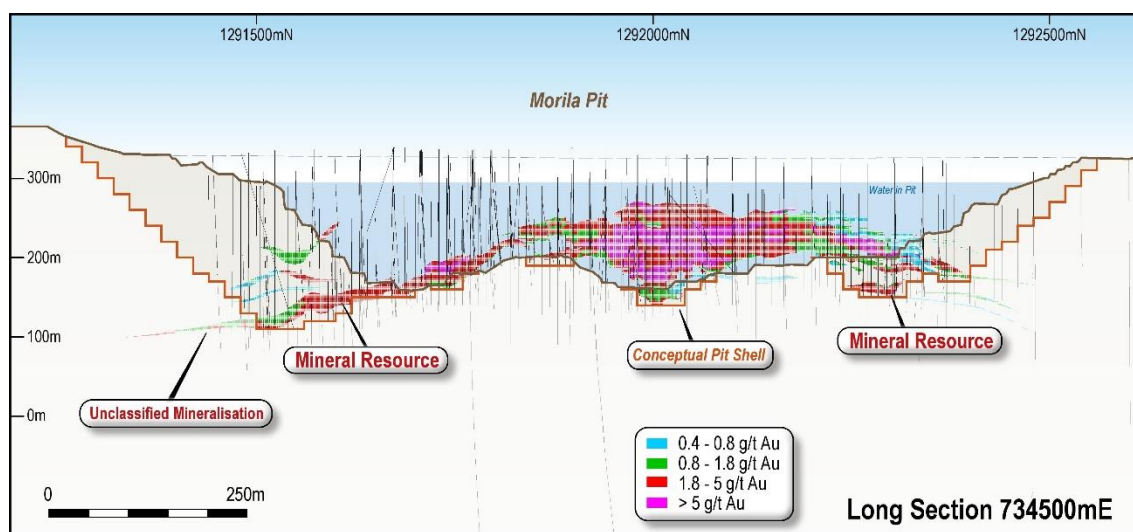 1291500mN
1292000mN
1292500mN
Morila Pit
300m
Water in Pit
200m
100m
Mineral Resource
Conceptual Pit Shell
Mineral Resource
Unclassified Mineralisation
0m
0.4 - 0.8 g/t Au
0.8 - 1.8 g/t Au
1.8 - 5 g/t Au
> 5 g/t Au
0
250m
Long Section 734500mE